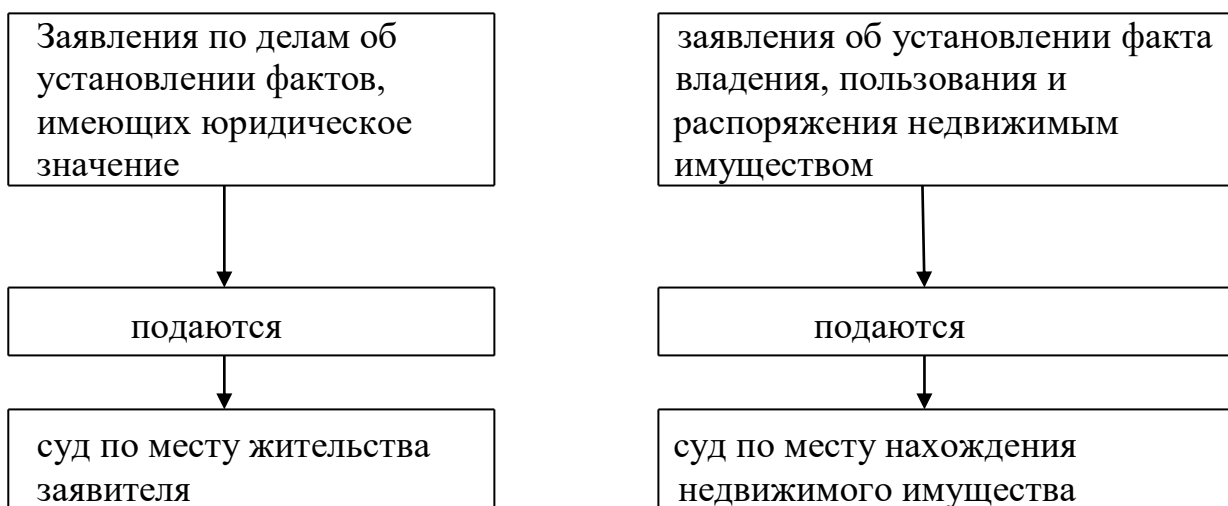 Заявления по делам об
установлении фактов,
имеющих юридическое
значение
подаются
суд по месту жительства
заявителя
заявления об установлении факта
владения, пользования и
распоряжения недвижимым
имуществом
подаются
суд по месту нахождения
недвижимого имущества